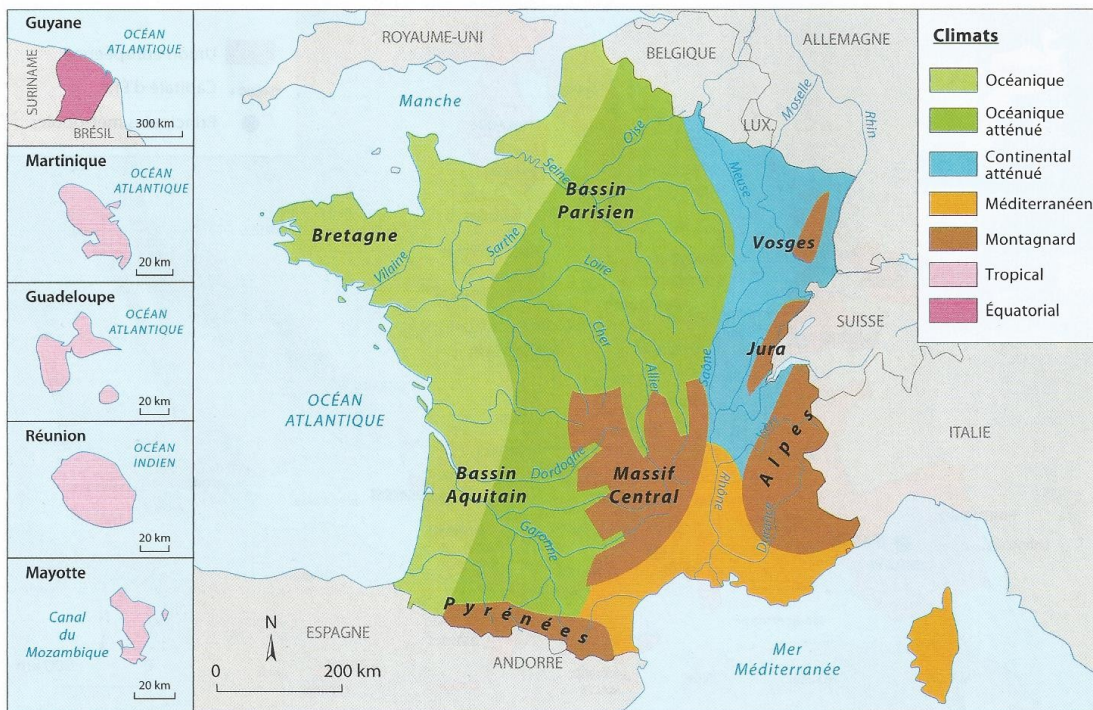 Guyane
OCÉAN
ATLANTIQUE
SURINAME
BRÉSIL
300 km
Martinique
OCÉAN
ATLANTIQUE
20 km
Guadeloupe
OCÉAN
ATLANTIQUE
20 km
Réunion
OCÉAN
INDIEN
20 km
Mayotte
Canal
du
Mozambique
20 km
ROYAUME-UNI
BELGIQUE
ALLEMAGNE
LUX.
Manche
Moselle
Rhin
Oise
Seine
Meuse
Bassin
Parisien
Bretagne
Vosges
Sarthe
Vilaine
Loire
SUISSE
Cher
Allier
Saône
Jura
OCÉAN
ATLANTIQUE
ITALIE
Bassin
Aquitain
Dordogne
Massif
Central
Alpes
Rhône
Durance
Garonne
Pyrénées
ESPAGNE
ANDORRE
Mer
Méditerranée
N
0 200 km
Climats
Océanique
Océanique
atténué
Continental
atténué
Méditerranéen
Montagnard
Tropical
Équatorial